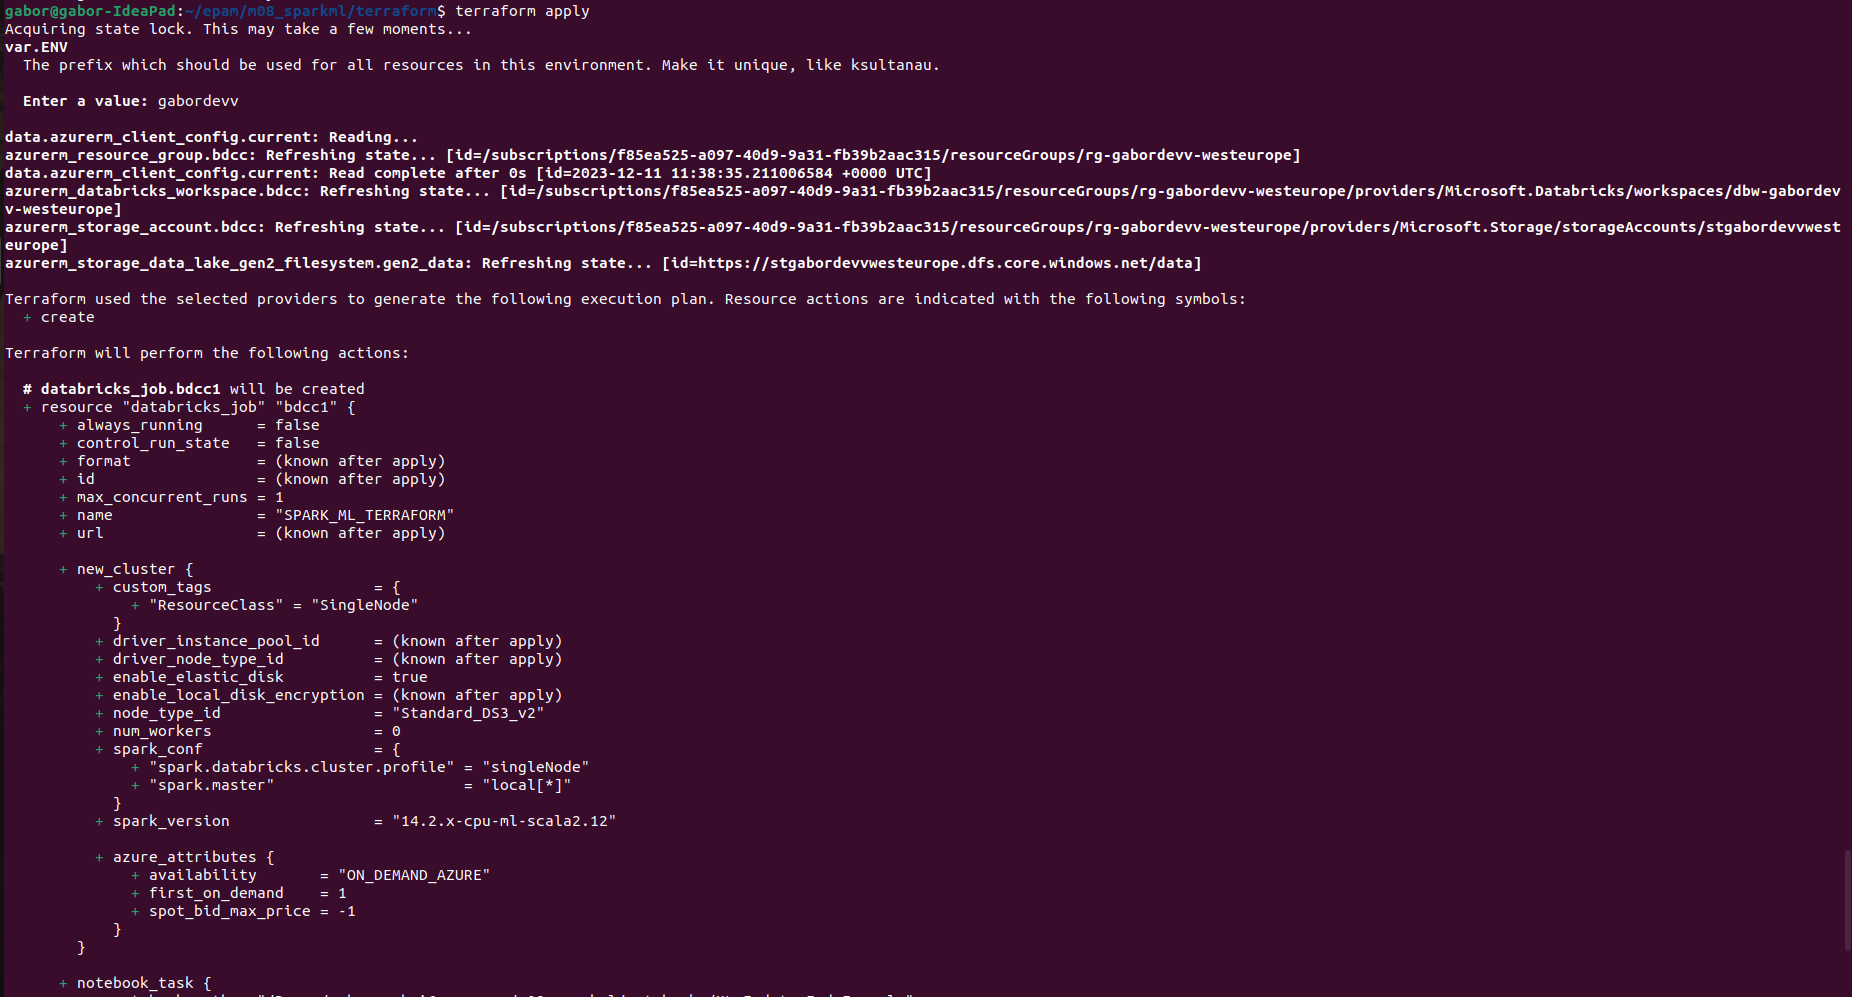 gabor@gabor-IdeaPad:~/epam/m08_sparkml/terraform$ terraform apply
Acquiring state lock. This may take a few moments...
var.ENV
  The prefix which should be used for all resources in this environment. Make it unique, like ksultanau.

  Enter a value: gabordevv

data.azurerm_client_config.current: Reading...
azurerm_resource_group.bdcc: Refreshing state... [id=/subscriptions/f85ea525-a097-40d9-9a31-fb39b2aac315/resourceGroups/rg-gabordevv-westeurope]
data.azurerm_client_config.current: Read complete after 0s [id=2023-12-11 11:38:35.211006584 +0000 UTC]
azurerm_databricks_workspace.bdcc: Refreshing state... [id=/subscriptions/f85ea525-a097-40d9-9a31-fb39b2aac315/resourceGroups/rg-gabordevv-westeurope/providers/Microsoft.Databricks/workspaces/dbw-gabordev
v-westeurope]
azurerm_storage_account.bdcc: Refreshing state... [id=/subscriptions/f85ea525-a097-40d9-9a31-fb39b2aac315/resourceGroups/rg-gabordevv-westeurope/providers/Microsoft.Storage/storageAccounts/stgabordevvwest
europe]
azurerm_storage_data_lake_gen2_filesystem.gen2_data: Refreshing state... [id=https://stgabordevvwesteurope.dfs.core.windows.net/data]

Terraform used the selected providers to generate the following execution plan. Resource actions are indicated with the following symbols:
  + create

Terraform will perform the following actions:

  # databricks_job.bdcc1 will be created
  + resource "databricks_job" "bdcc1" {
      + always_running      = false
      + control_run_state   = false
      + format              = (known after apply)
      + id                  = (known after apply)
      + max_concurrent_runs = 1
      + name                = "SPARK_ML_TERRAFORM"
      + url                 = (known after apply)

      + new_cluster {
          + custom_tags                  = {
              + "ResourceClass" = "SingleNode"
            }
          + driver_instance_pool_id      = (known after apply)
          + driver_node_type_id          = (known after apply)
          + enable_elastic_disk          = true
          + enable_local_disk_encryption = (known after apply)
          + node_type_id                 = "Standard_DS3_v2"
          + num_workers                  = 0
          + spark_conf                   = {
              + "spark.databricks.cluster.profile" = "singleNode"
              + "spark.master"                     = "local[*]"
            }
          + spark_version                = "14.2.x-cpu-ml-scala2.12"

          + azure_attributes {
              + availability       = "ON_DEMAND_AZURE"
              + first_on_demand    = 1
              + spot_bid_max_price = -1
            }
        }

      + notebook_task {